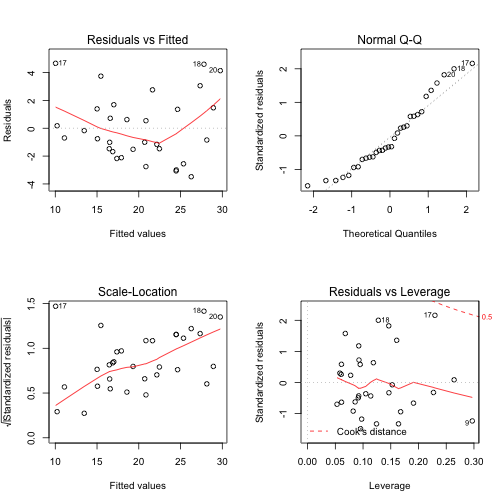 Residuals vs Fitted
Residuals
4
2
0
-2
-4
17
18
20
10 15 20 25 30
Fitted values
Normal Q-Q
Standardized residuals
2
1
0
-1
17
18
20
-2 -1 0 1 2
Theoretical Quantiles
Scale-Location
√|Standardized residuals|
1.5
1.0
0.5
0.0
17
18
20
10 15 20 25 30
Fitted values
Residuals vs Leverage
Standardized residuals
2
1
0
-1
18
17
9
0.5
Cook's distance
0.00 0.05 0.10 0.15 0.20 0.25 0.30
Leverage